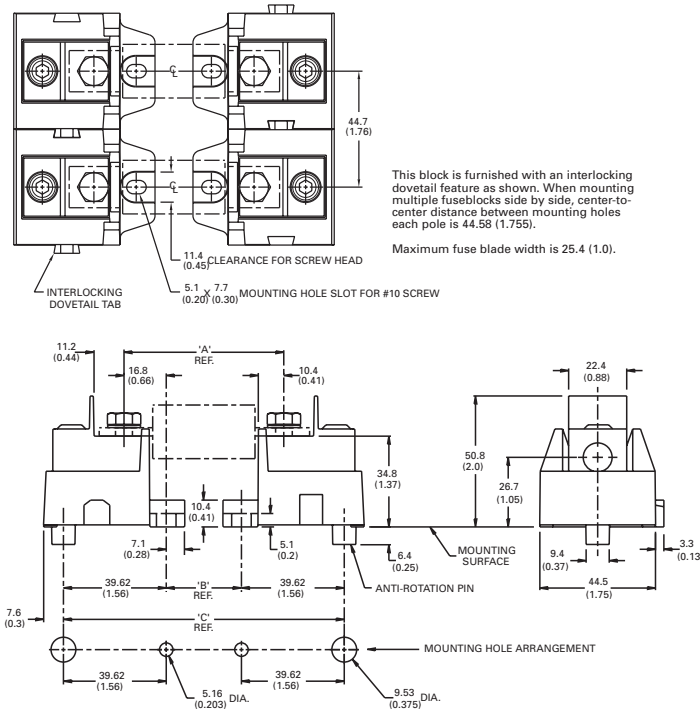 ℄
℄
44.7
(1.76)
This block is furnished with an interlocking
dovetail feature as shown. When mounting
multiple fuseblocks side by side, center-to-
center distance between mounting holes
each pole is 44.58 (1.755).
Maximum fuse blade width is 25.4 (1.0).
11.4
(0.45) CLEARANCE FOR SCREW HEAD
INTERLOCKING
DOVETAIL TAB
5.1 x 7.7
(0.20) (0.30) MOUNTING HOLE SLOT FOR #10 SCREW
11.2
(0.44)
'A'
REF.
16.8
(0.66)
10.4
(0.41)
22.4
(0.88)
50.8
(2.0)
34.8
(1.37)
26.7
(1.05)
10.4
(0.41)
7.1
(0.28)
5.1
(0.2)
6.4
(0.25)
MOUNTING
SURFACE
9.4
(0.37)
3.3
(0.13
44.5
(1.75)
39.62
(1.56)
'B'
REF.
39.62
(1.56)
ANTI-ROTATION PIN
7.6
(0.3)
'C'
REF.
MOUNTING HOLE ARRANGEMENT
39.62
(1.56)
39.62
(1.56)
5.16
(0.203) DIA.
9.53
(0.375) DIA.